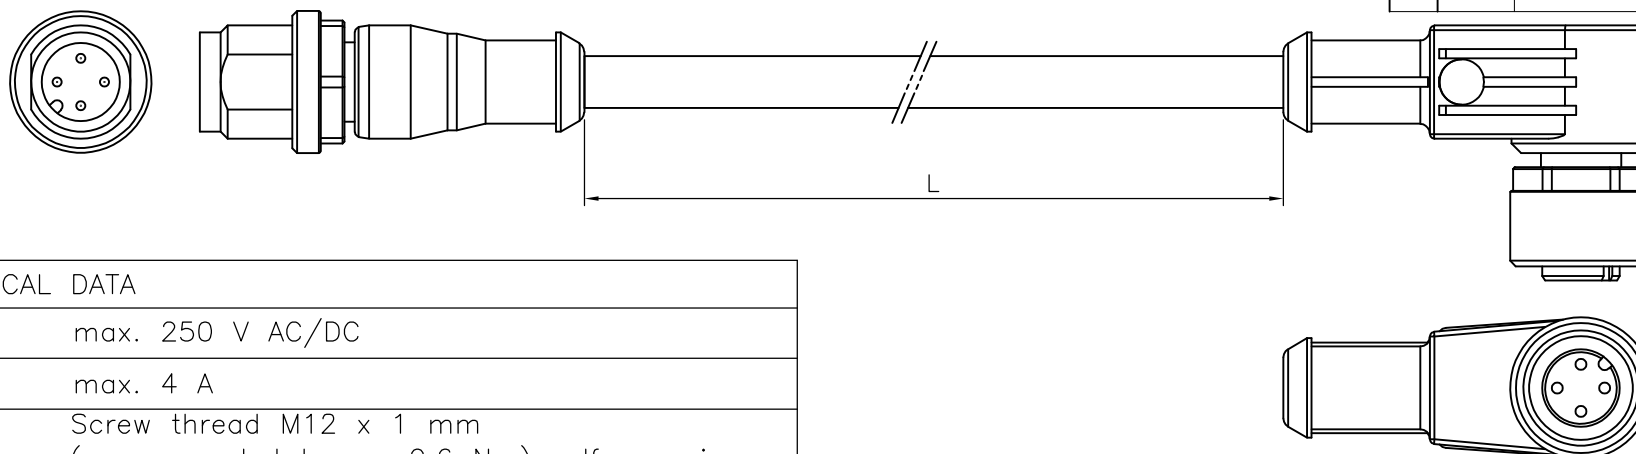 L
CAL DATA
max. 250 V AC/DC
max. 4 A
Screw thread M12 x 1 mm